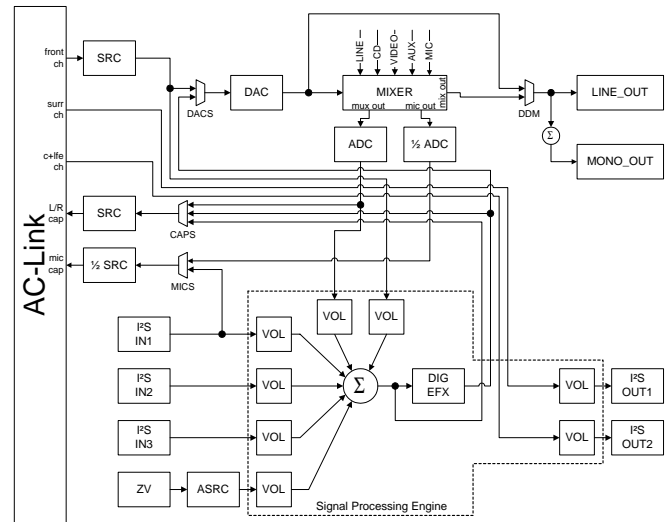 AC-Link
front
ch
SRC
surr
ch
c+lfe
ch
L/R
cap
SRC
mic
cap
½ SRC
DACS
DAC
LINE
CD
VIDEO
AUX
MIC
MIXER
mix out
mux out
mic out
ADC
½ ADC
DDM
LINE_OUT
Σ
MONO_OUT
CAPS
MICS
VOL
VOL
I²S
IN1
VOL
I²S
IN2
VOL
Σ
DIG
EFX
VOL
I²S
OUT1
I²S
IN3
VOL
VOL
I²S
OUT2
ZV
ASRC
VOL
Signal Processing Engine